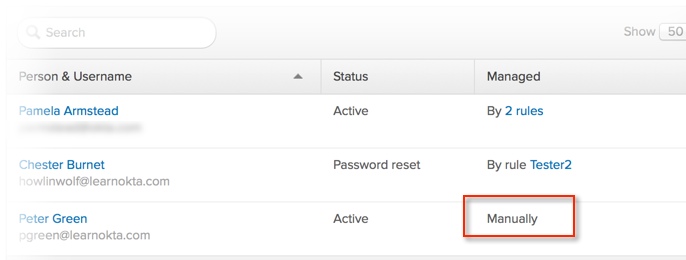 Search
Show 50
Person & Username Status Managed
Pamela Armstead Active By 2 rules
Chester Burnet Password reset By rule Tester2
howlinwolf@learnokta.com
Peter Green Active Manually
pgreen@learnokta.com